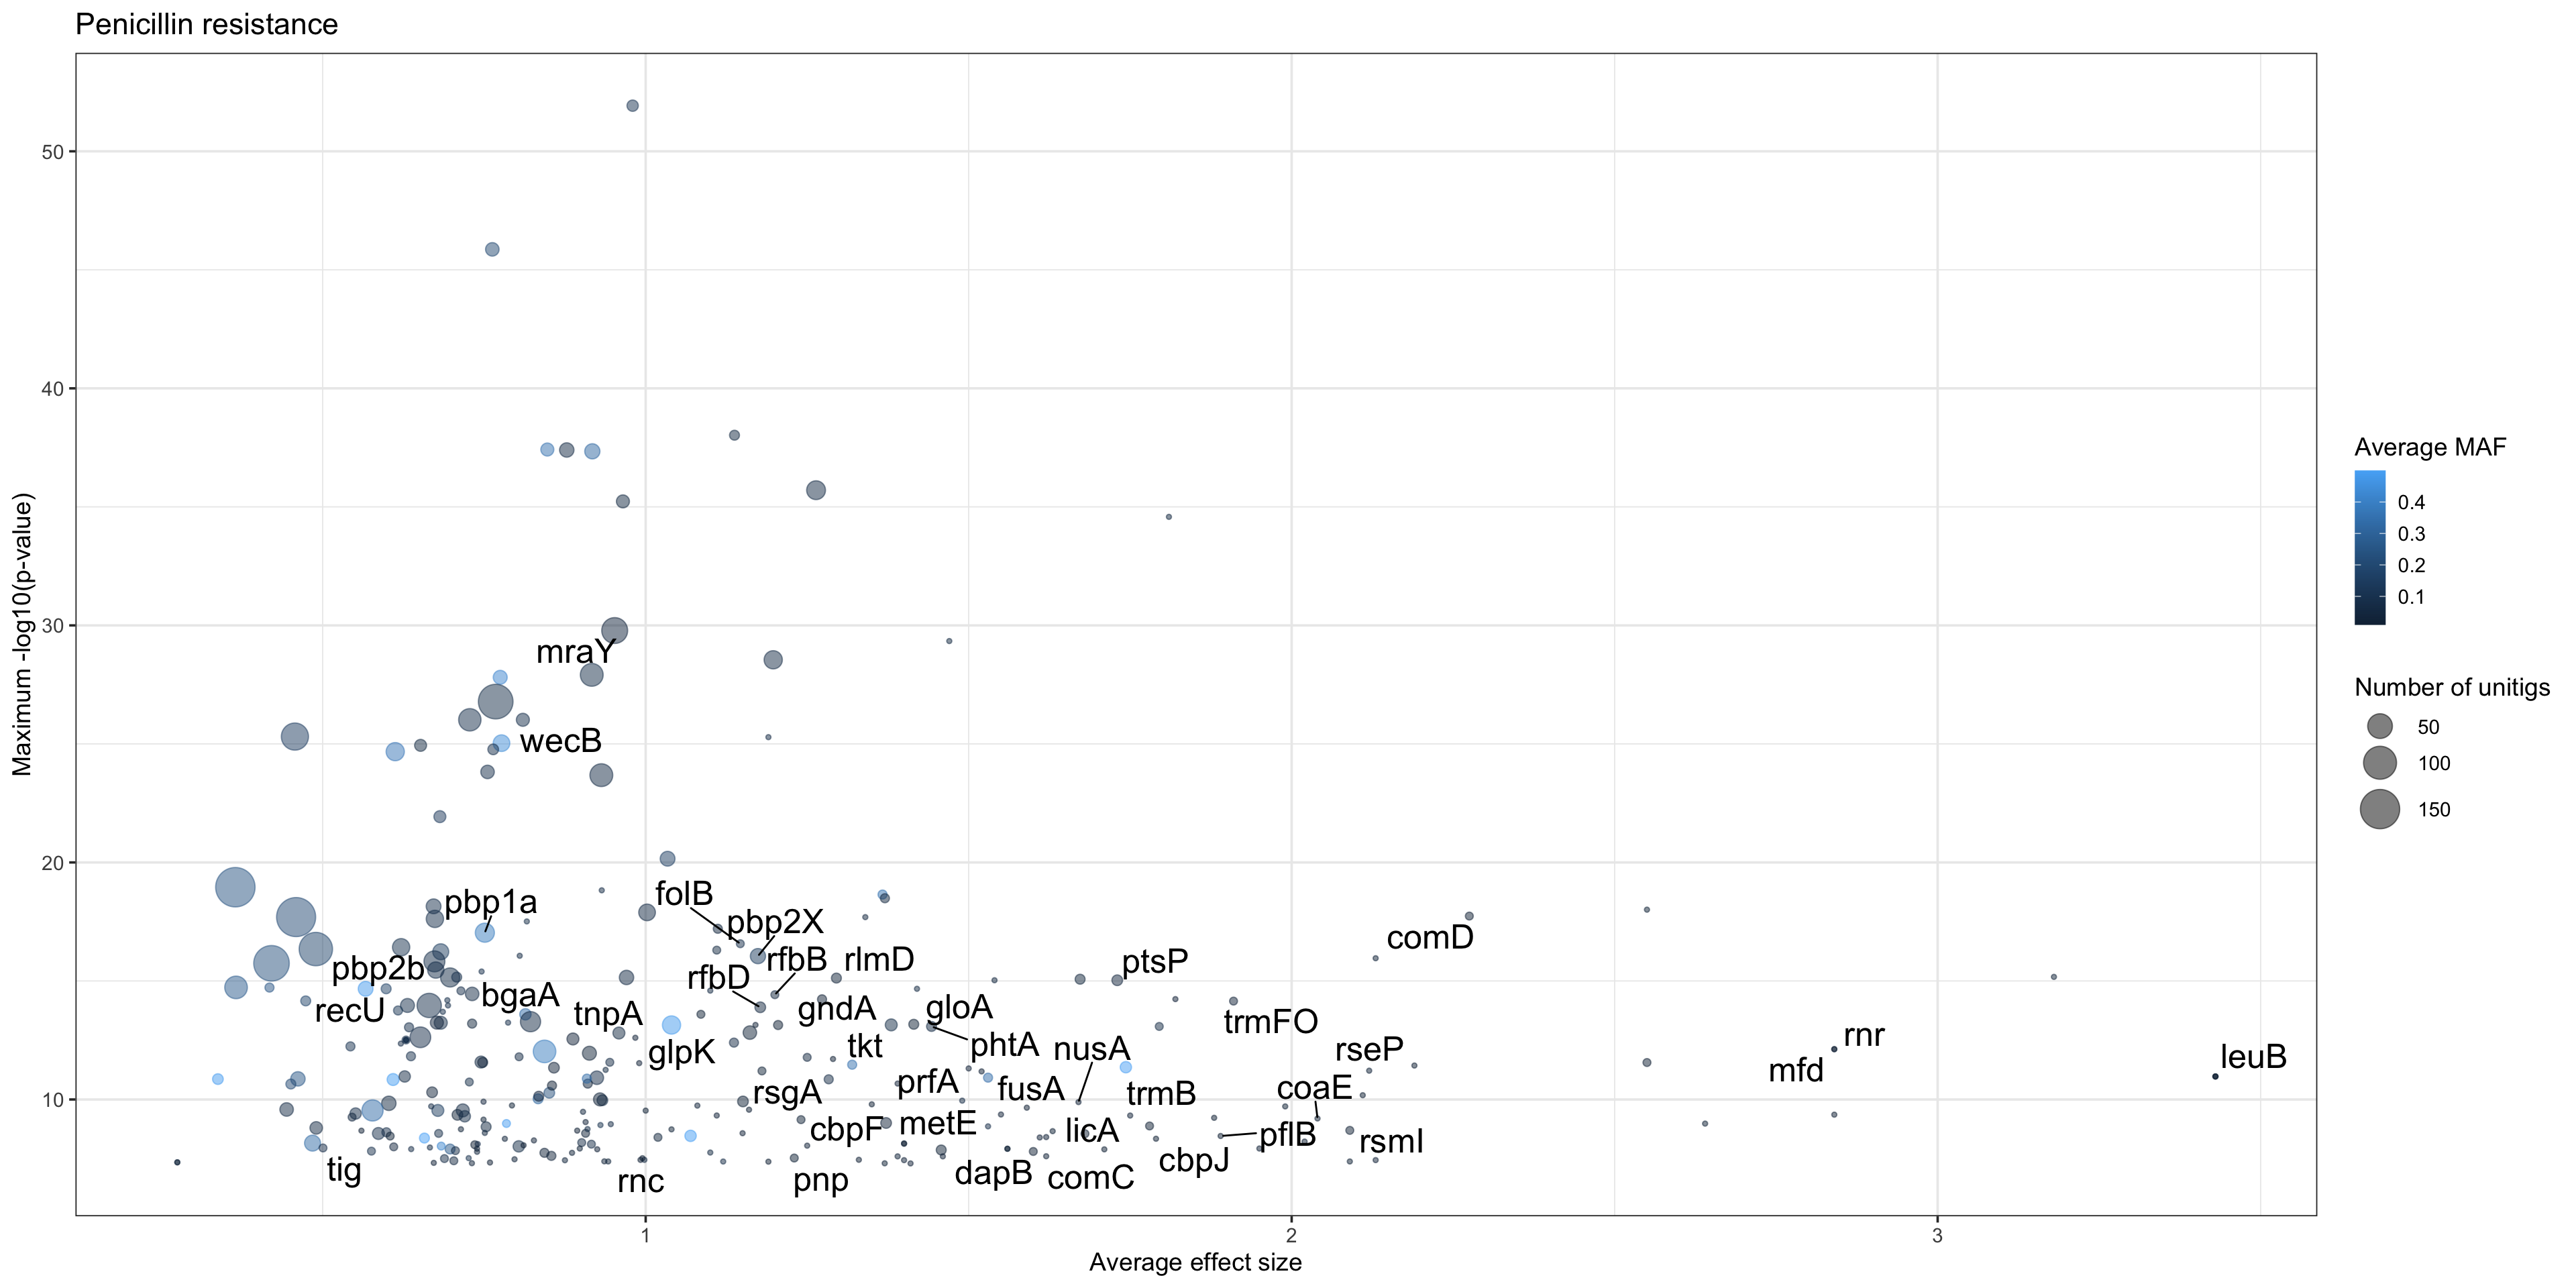 Penicillin resistance
50
40
30
20
10
Maximum -log10(p-value)
mraY
wecB
pbp1a
folB
pbp2X
comD
pbp2b
rfbB
rlmD
ptsP
rfbD
recU
bgaA
tnpA
gndA
gloA
trmFO
glpK
tkt
phtA
nusA
rseP
rnr
leuB
mfd
rsgA
prfA
fusA
trmB
coaE
cbpF
metE
licA
pflB
rsmI
tig
rnc
pnp
dapB
comC
cbpJ
1
2
3
Average effect size
Average MAF
0.4
0.3
0.2
0.1
Number of unitigs
50
100
150